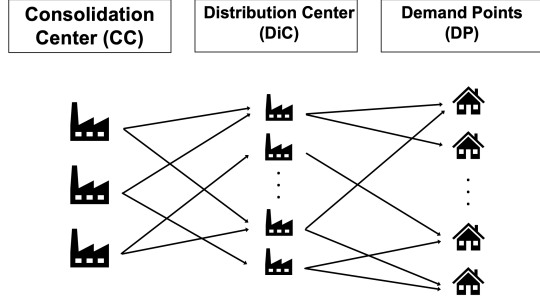 Consolidation
Center (CC)
Distribution Center
(DiC)
Demand Points
(DP)